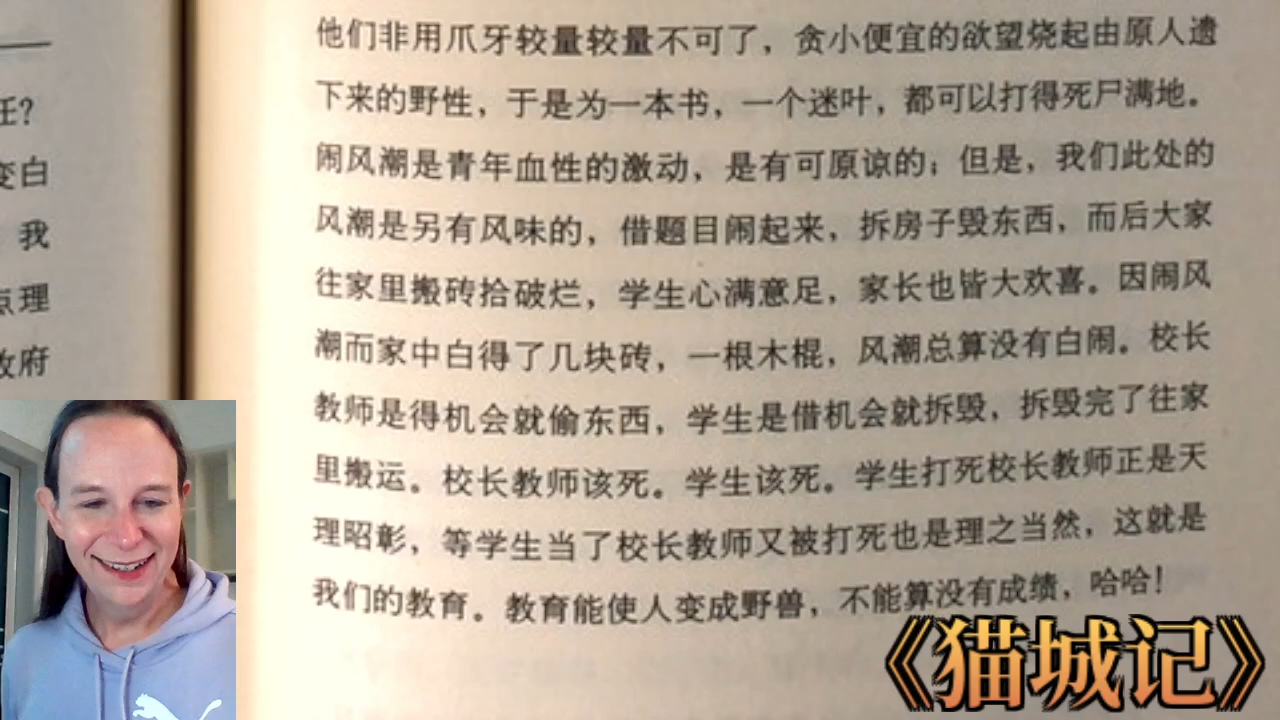 任?
变白
我
点理
政府
他们非用爪牙较量较量不可了，贪小便宜的欲望烧起由原人遗
下来的野性，于是为一本书，一个迷叶，都可以打得死尸满地。
闹风潮是青年血性的激动，是有可原谅的；但是，我们此处的
风潮是另有风味的，借题目闹起来，拆房子毁东西，而后大家
往家里搬砖拾破烂，学生心满意足，家长也皆大欢喜。因闹风
潮而家中白得了几块砖，一根木棍，风潮总算没有白闹。校长
教师是得机会就偷东西，学生是借机会就拆毁，拆毁完了往家
里搬运。校长教师该死。学生该死。学生打死校长教师正是天
理昭彰，等学生当了校长教师又被打死也是理之当然，这就是
我们的教育。教育能使人变成野兽，不能算没有成绩，哈哈！
《猫城记》